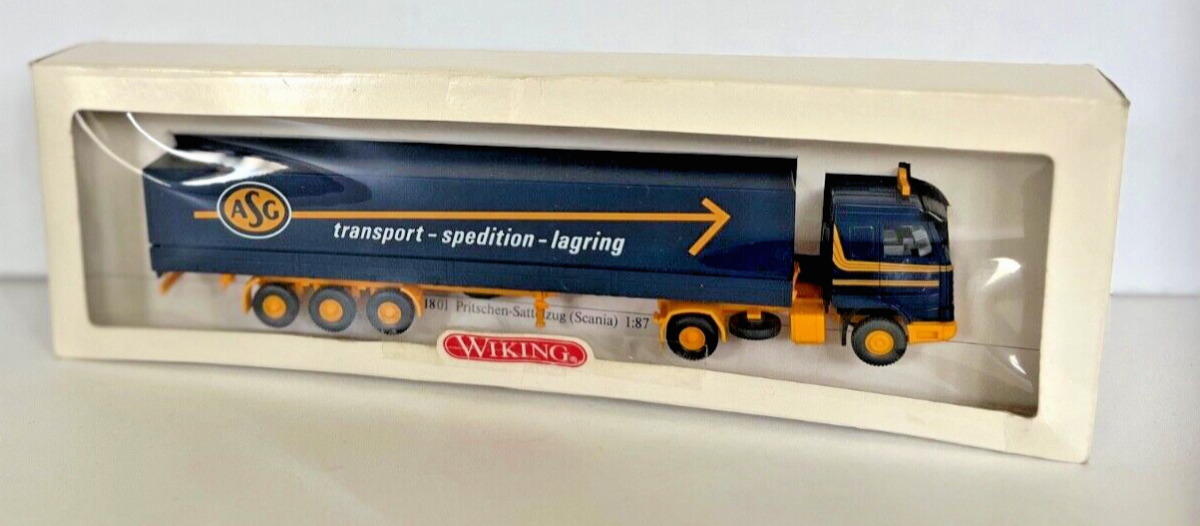 ASG
transport - spedition - lagring
1801 Pritschen-Sattelzug (Scania) 1:87
WIKING®